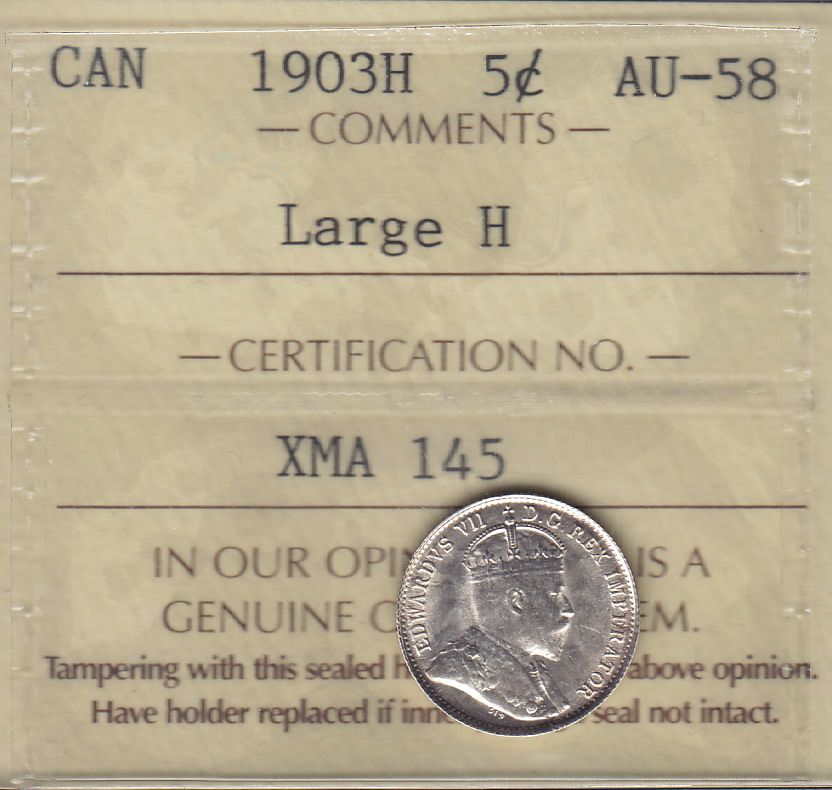 CAN 1903H 5¢ AU-58
— COMMENTS —
Large H
— CERTIFICATION NO. —
XMA 145
IN OUR OPIN IS A
GENUINE C EM.
Tampering with this sealed h above opinion.
Have holder replaced if inn seal not intact.
EDWARDVS VII ✠ D.G. REX IMPERATOR